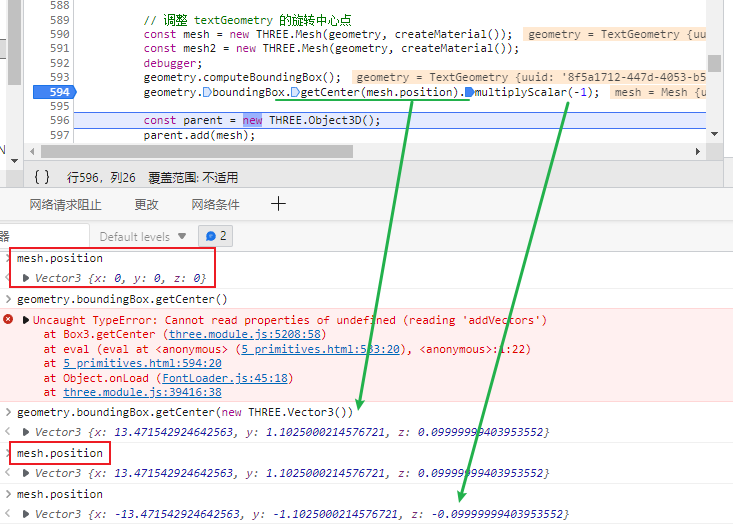 588
589 // 调整 textGeometry 的旋转中心点
590 const mesh = new THREE.Mesh(geometry, createMaterial()); geometry = TextGeometry {uu
591 const mesh2 = new THREE.Mesh(geometry, createMaterial());
592 debugger;
593 geometry.computeBoundingBox(); geometry = TextGeometry {uuid: '8f5a1712-447d-4053-b5
594 geometry.boundingBox.getCenter(mesh.position).multiplyScalar(-1); mesh = Mesh {u
595
596 const parent = new THREE.Object3D();
597 parent.add(mesh);
{ } 行596，列26 覆盖范围: 不适用
网络请求阻止 更改 网络条件 +
器 Default levels ▼ 2
> mesh.position
< ▶ Vector3 {x: 0, y: 0, z: 0}
> geometry.boundingBox.getCenter()
▶ Uncaught TypeError: Cannot read properties of undefined (reading 'addVectors')
at Box3.getCenter (three.module.js:5208:58)
at eval (eval at <anonymous> (5 primitives.html:583:20), <anonymous>:1:22)
at 5 primitives.html:594:20
at Object.onLoad (FontLoader.js:45:18)
at three.module.js:39416:38
> geometry.boundingBox.getCenter(new THREE.Vector3())
< ▶ Vector3 {x: 13.471542924642563, y: 1.1025000214576721, z: 0.09999999403953552}
> mesh.position
< ▶ Vector3 {x: 13.471542924642563, y: 1.1025000214576721, z: 0.09999999403953552}
> mesh.position
< ▶ Vector3 {x: -13.471542924642563, y: -1.1025000214576721, z: -0.09999999403953552}